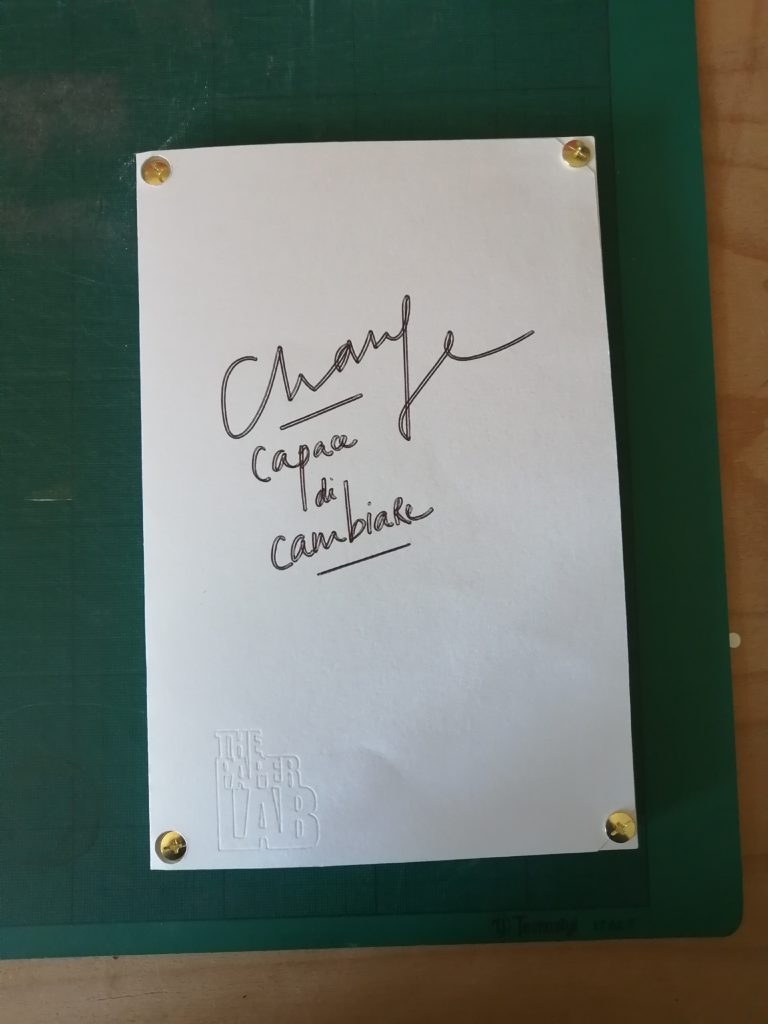 Change
capace
di
cambiare
THE
PAPER
LAB